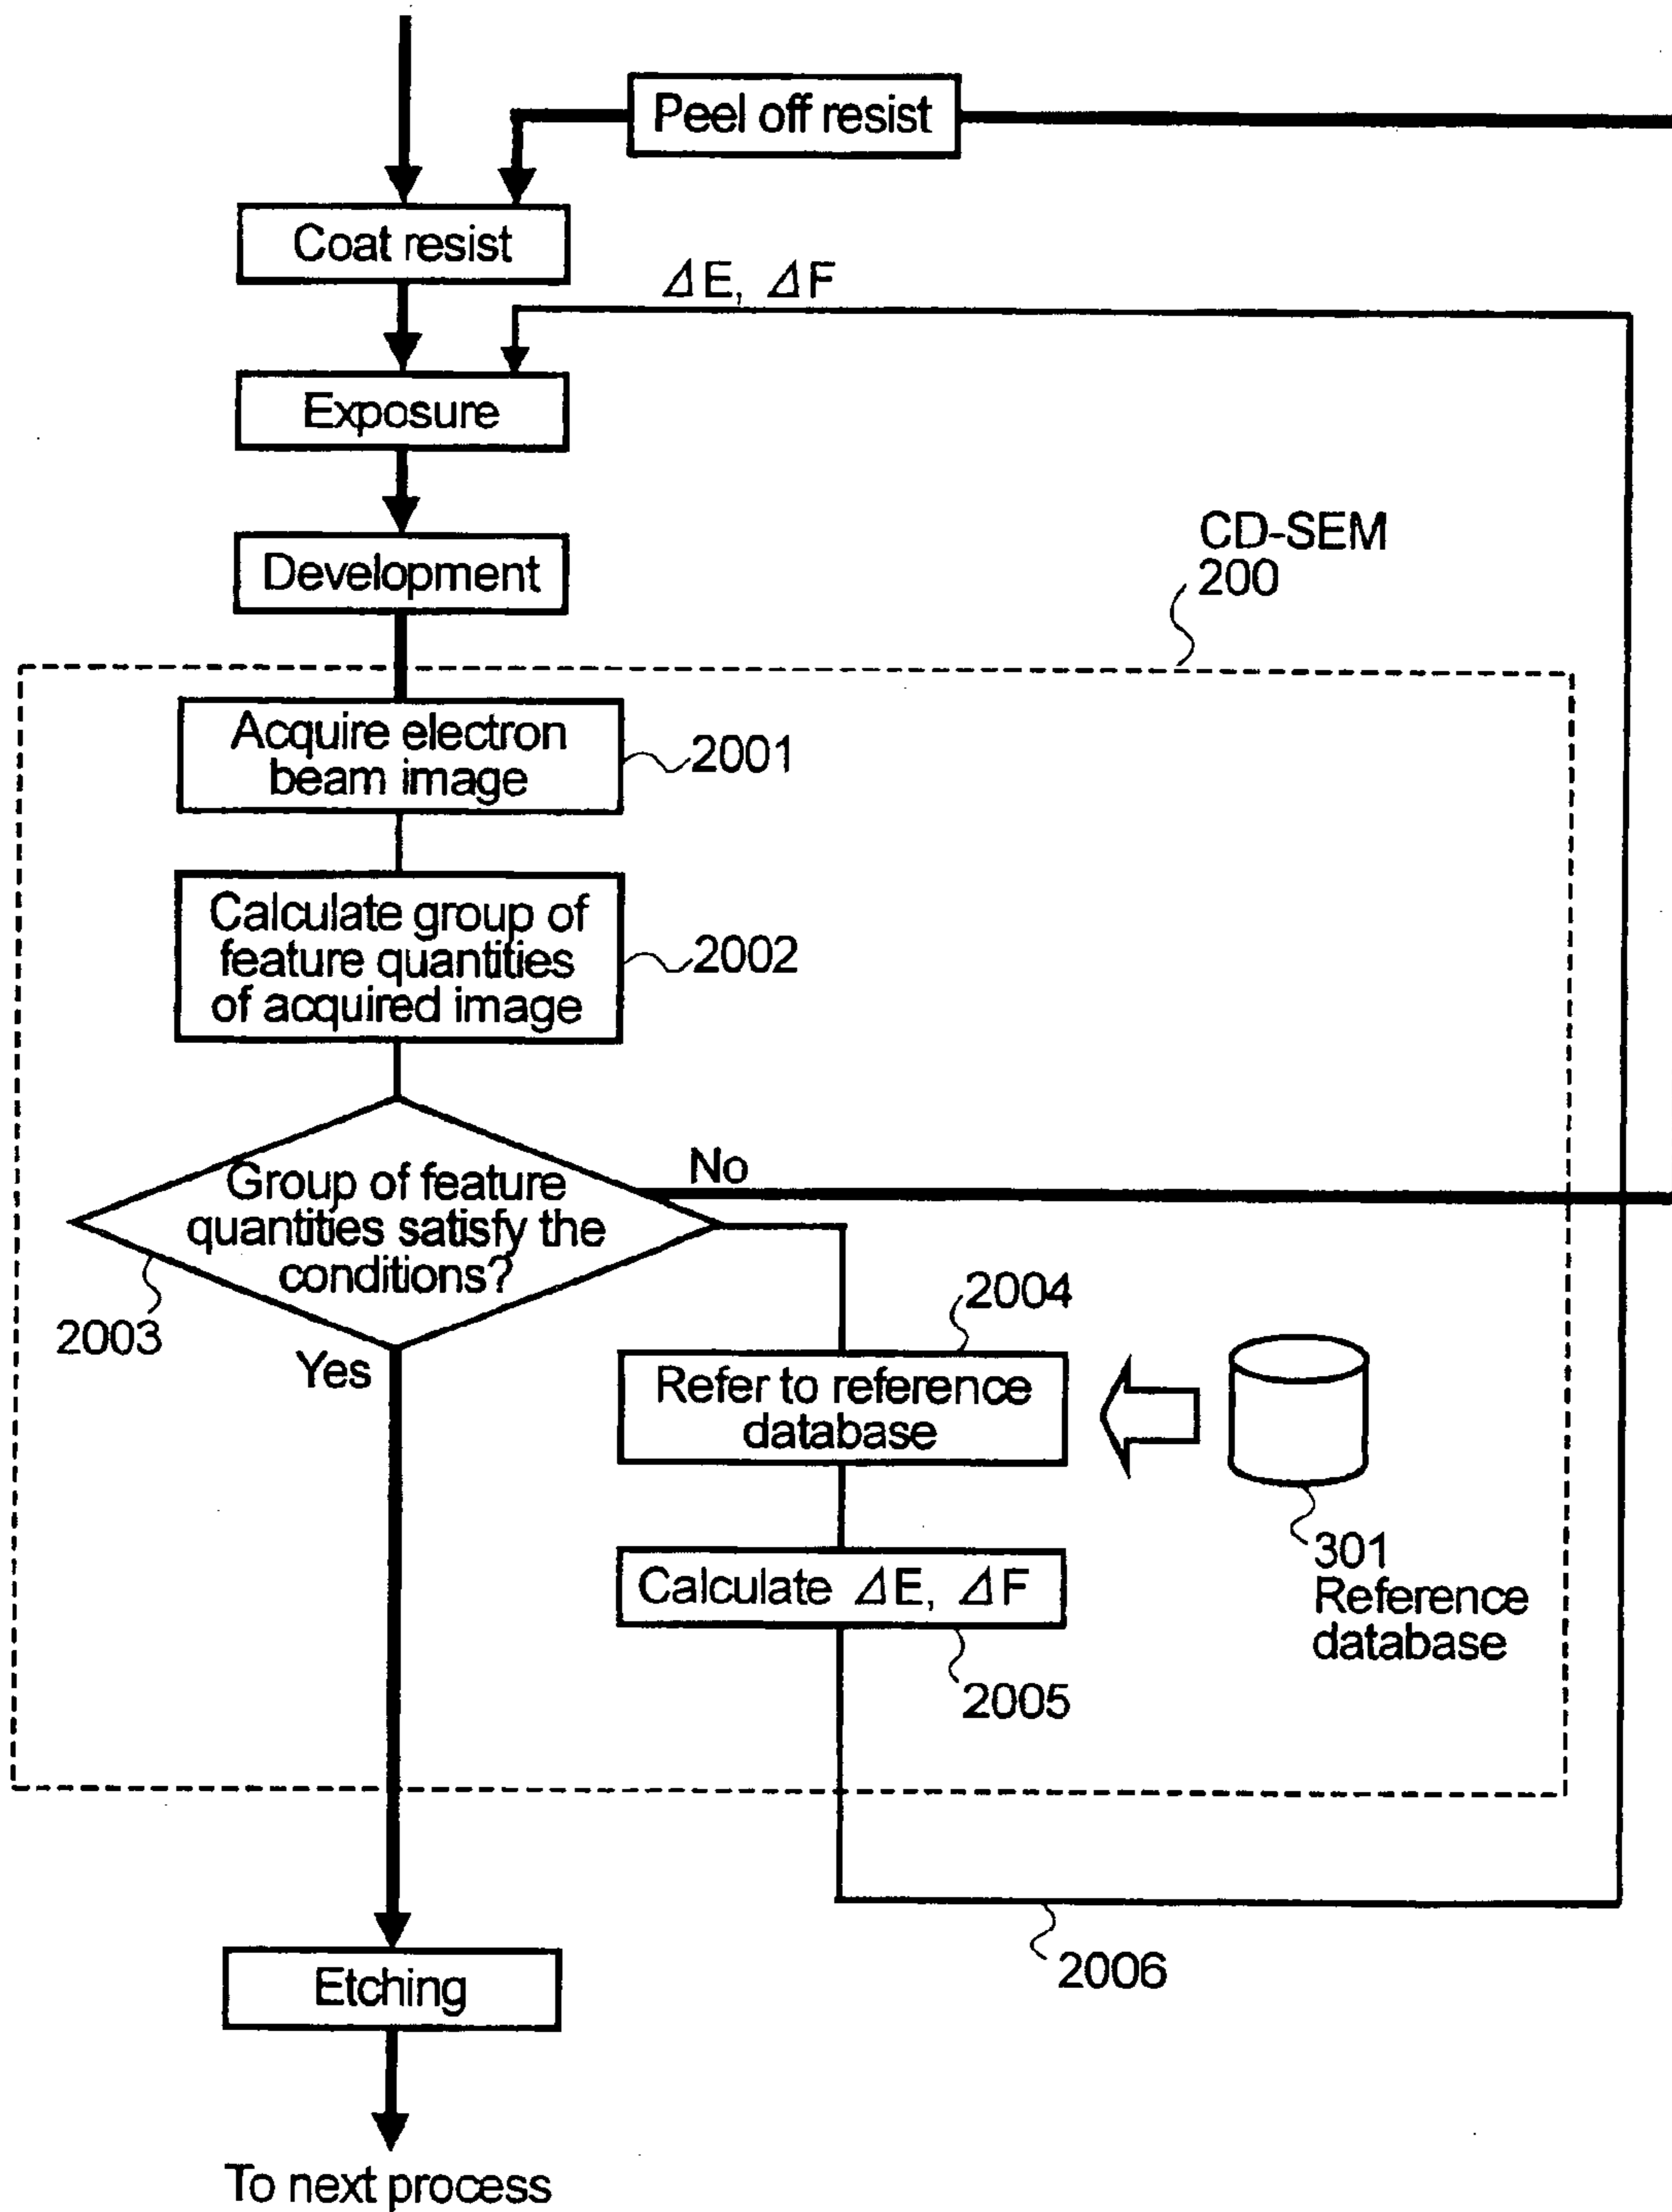 Peel off resist
Coat resist
ΔE, ΔF
Exposure
CD-SEM
200
Development
Acquire electron
beam image
2001
Calculate group of
feature quantities
of acquired image
2002
No
Group of feature
quantities satisfy the
conditions?
2003
Yes
2004
Refer to reference
database
301
Reference
database
Calculate ΔE, ΔF
2005
2006
Etching
To next process